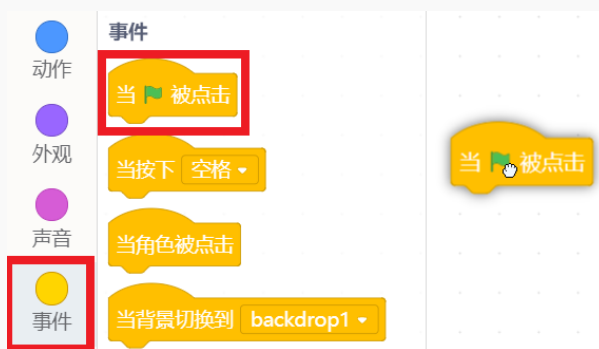 动作
外观
声音
事件
事件
当 被点击
当按下 空格
当角色被点击
当背景切换到 backdrop1
当 被点击